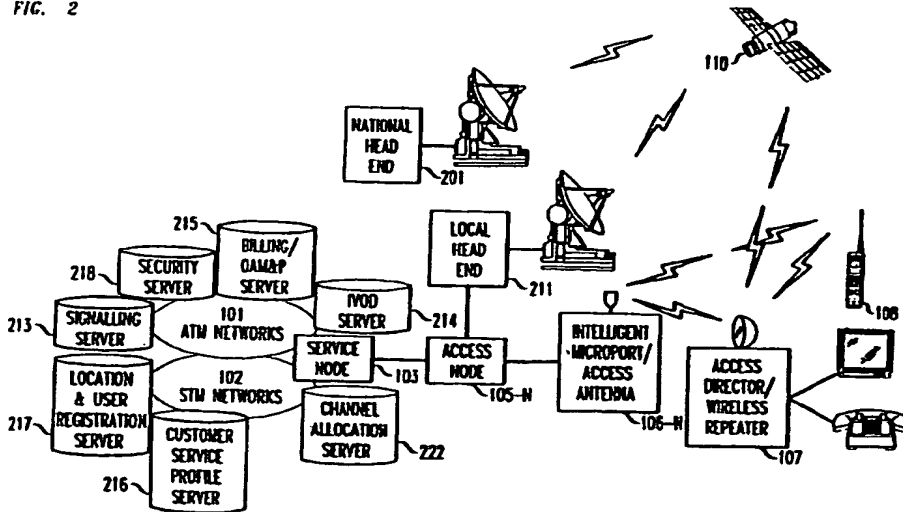 FIG. 2
110
NATIONAL
HEAD
END
201
215
BILLING/
OAM&P
SERVER
LOCAL
HEAD
END
211
218
SECURITY
SERVER
213
SIGNALLING
SERVER
101
ATM NETWORKS
IVOD
SERVER
214
SERVICE
NODE
103
ACCESS
NODE
105-N
INTELLIGENT
MICROPORT/
ACCESS
ANTENNA
106-N
ACCESS
DIRECTOR/
WIRELESS
REPEATER
107
108
LOCATION
& USER
REGISTRATION
SERVER
217
102
STM NETWORKS
CUSTOMER
SERVICE
PROFILE
SERVER
216
CHANNEL
ALLOCATION
SERVER
222